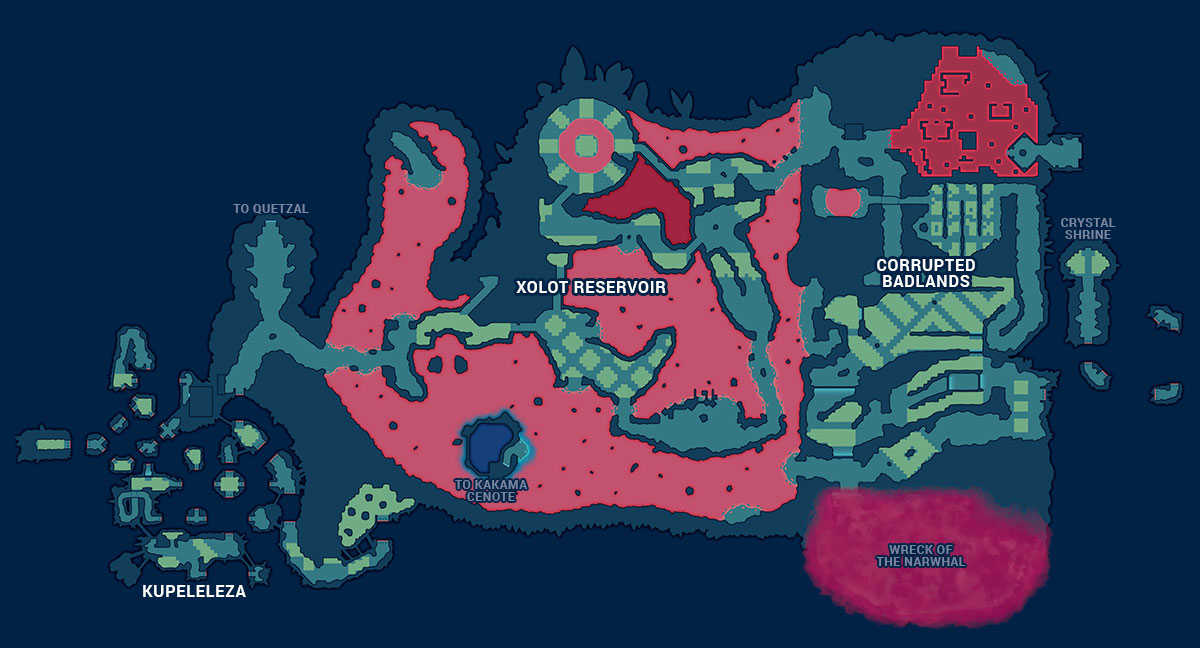 TO QUETZAL
CRYSTAL
SHRINE
XOLOT RESERVOIR
CORRUPTED
BADLANDS
TO KAKAMA
CENOTE
WRECK OF
THE NARWHAL
KUPELELEZA